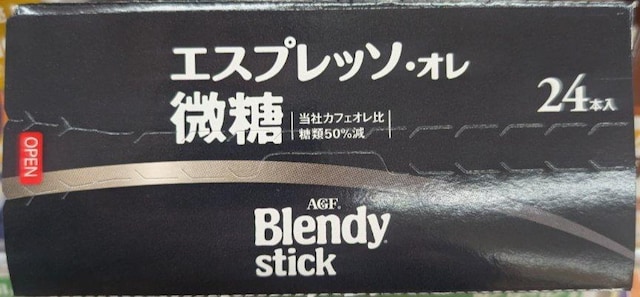 エスプレッソ・オレ
微糖
当社カフェオレ比
糖類50%減
24本入
OPEN
AGF®
Blendy®
stick